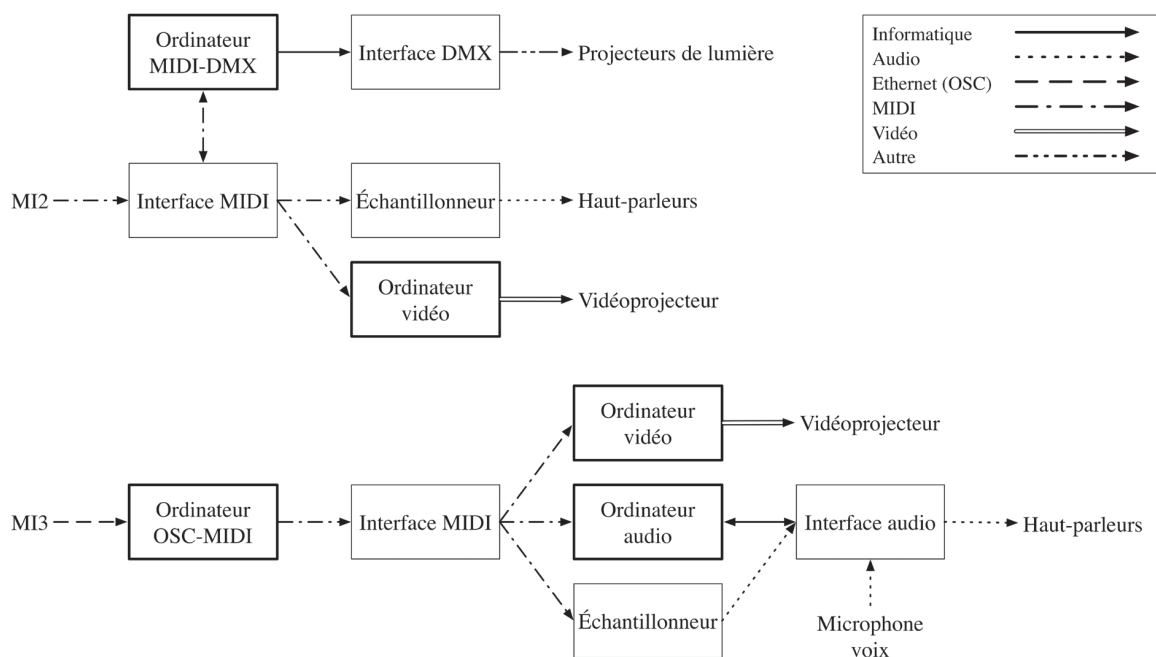 Ordinateur
MIDI-DMX
Interface DMX
Projecteurs de lumière
Informatique
Audio
Ethernet (OSC)
MIDI
Vidéo
Autre
MI2
Interface MIDI
Échantillonneur
Haut-parleurs
Ordinateur
vidéo
Vidéoprojecteur
Ordinateur
vidéo
Vidéoprojecteur
MI3
Ordinateur
OSC-MIDI
Interface MIDI
Ordinateur
audio
Interface audio
Haut-parleurs
Échantillonneur
Microphone
voix